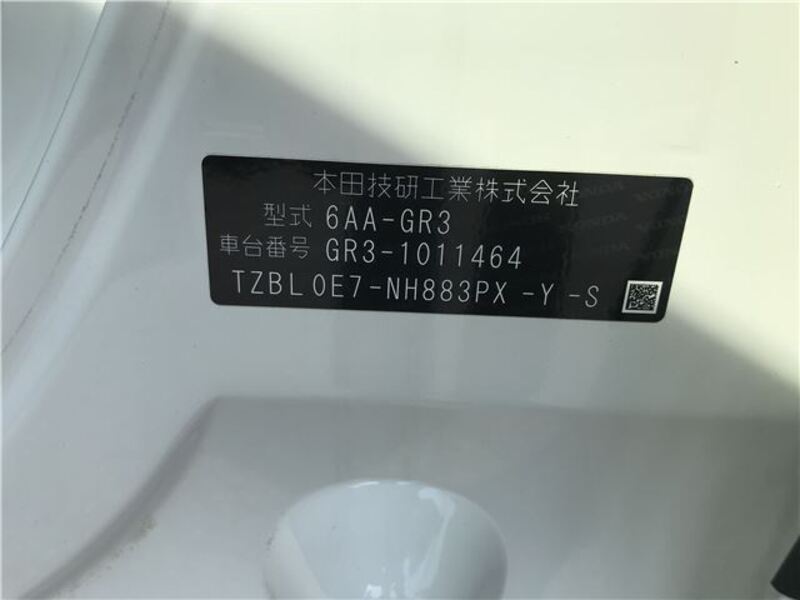 本田技研工業株式会社
型式 6AA-GR3
車台番号 GR3-1011464
TZBL0E7-NH883PX -Y -S